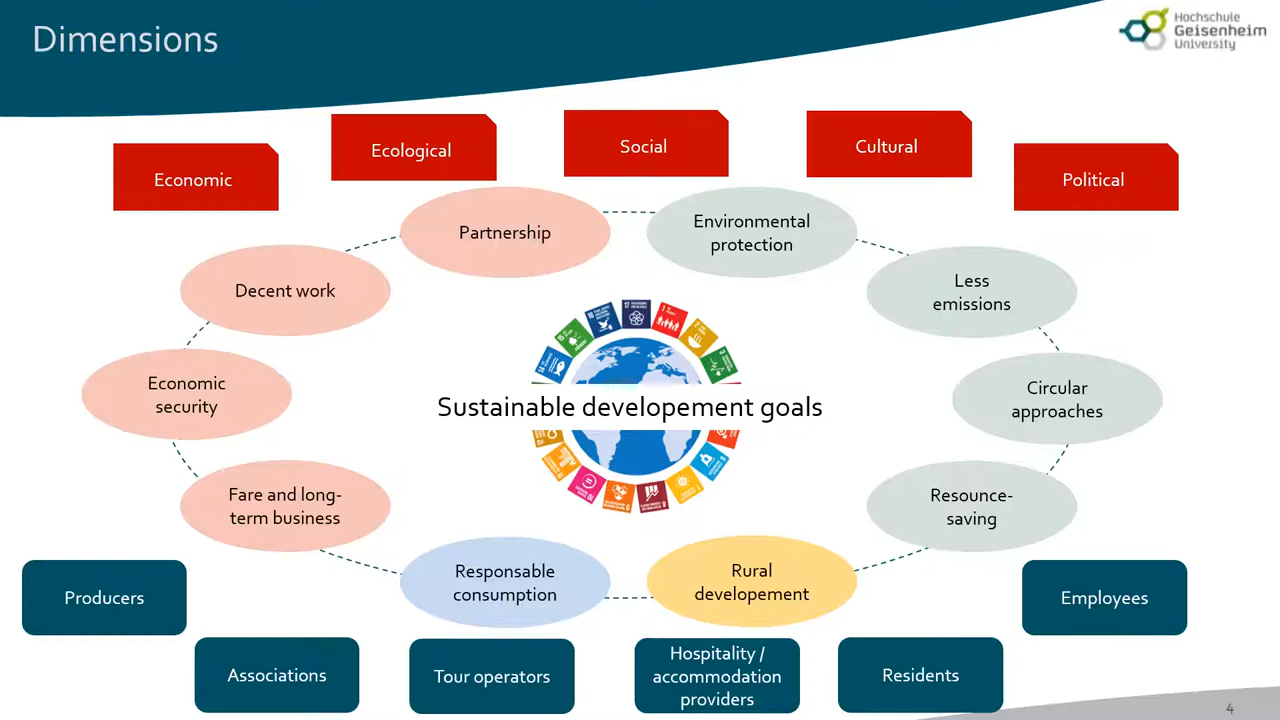 Dimensions
Hochschule
Geisenheim
University
Economic
Ecological
Social
Cultural
Political
Partnership
Environmental
protection
Decent work
Less
emissions
Economic
security
Sustainable developement goals
Circular
approaches
Fare and long-
term business
Resounce-
saving
Responsable
consumption
Rural
developement
Producers
Employees
Associations
Tour operators
Hospitality /
accommodation
providers
Residents
4